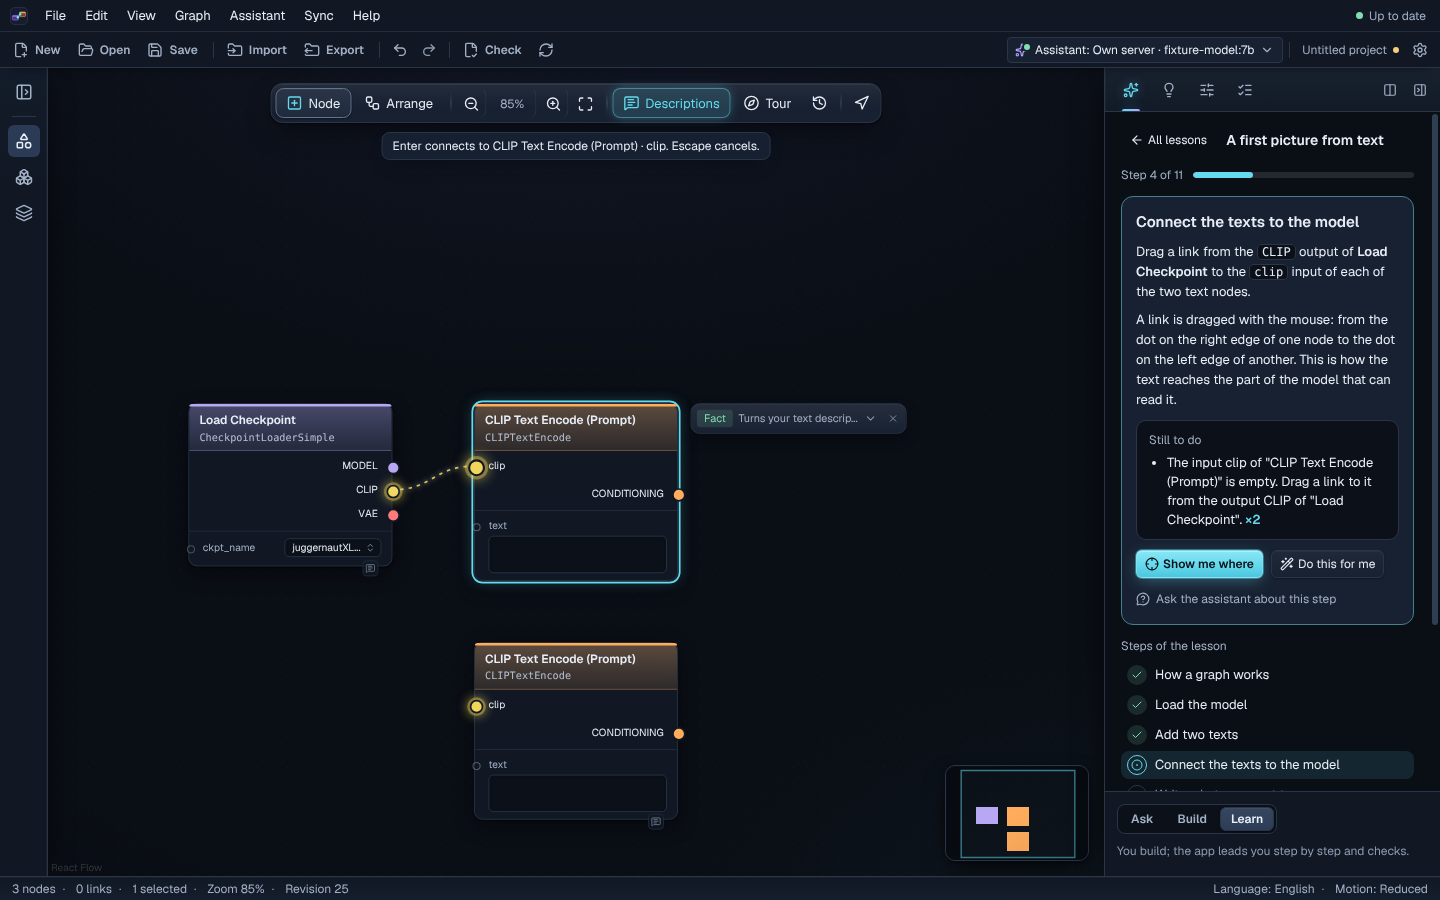 File Edit View Graph Assistant Sync Help
Up to date
New Open Save Import Export Check
Assistant: Own server · fixture-model:7b
Untitled project
Node Arrange 85% Descriptions Tour
Enter connects to CLIP Text Encode (Prompt) · clip. Escape cancels.
Load Checkpoint
CheckpointLoaderSimple
MODEL
CLIP
VAE
ckpt_name juggernautXL...
CLIP Text Encode (Prompt)
CLIPTextEncode
clip
CONDITIONING
text
Fact Turns your text descrip...
CLIP Text Encode (Prompt)
CLIPTextEncode
clip
CONDITIONING
text
React Flow
All lessons A first picture from text
Step 4 of 11
Connect the texts to the model
Drag a link from the CLIP output of Load
Checkpoint to the clip input of each of
the two text nodes.
A link is dragged with the mouse: from the
dot on the right edge of one node to the dot
on the left edge of another. This is how the
text reaches the part of the model that can
read it.
Still to do
• The input clip of "CLIP Text Encode
(Prompt)" is empty. Drag a link to it
from the output CLIP of "Load
Checkpoint". ×2
Show me where Do this for me
Ask the assistant about this step
Steps of the lesson
How a graph works
Load the model
Add two texts
Connect the texts to the model
Ask Build Learn
You build; the app leads you step by step and checks.
3 nodes · 0 links · 1 selected · Zoom 85% · Revision 25
Language: English · Motion: Reduced